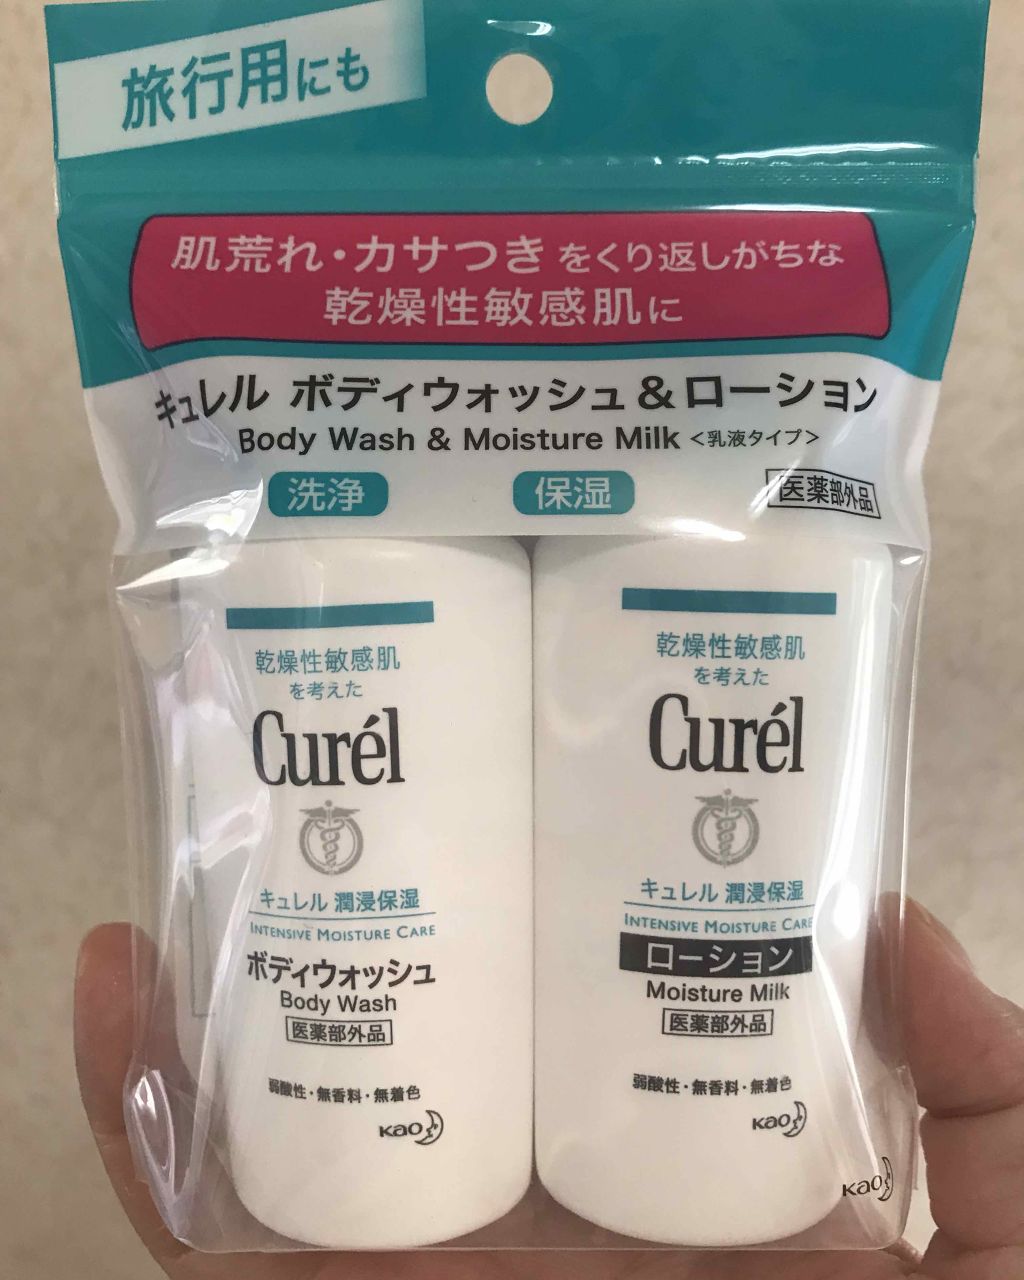 旅行用にも
肌荒れ・カサつきをくり返しがちな
乾燥性敏感肌に
キュレル ボディウォッシュ&ローション
Body Wash & Moisture Milk <乳液タイプ>
洗浄 保湿 医薬部外品
乾燥性敏感肌
を考えた
Curél
キュレル 潤浸保湿
INTENSIVE MOISTURE CARE
ボディウォッシュ
Body Wash
医薬部外品
弱酸性・無香料・無着色
Kao
乾燥性敏感肌
を考えた
Curél
キュレル 潤浸保湿
INTENSIVE MOISTURE CARE
ローション
Moisture Milk
医薬部外品
弱酸性・無香料・無着色
Kao
Kao